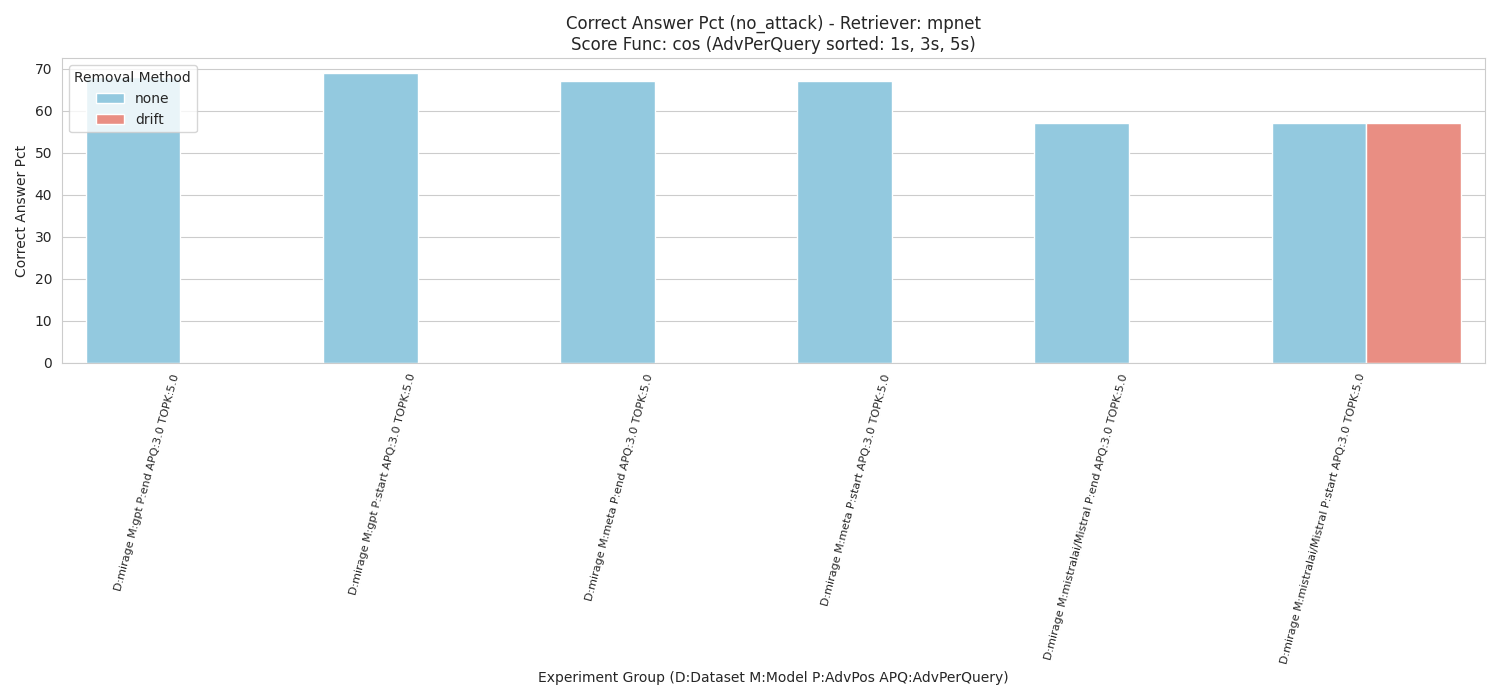 Correct Answer Pct (no_attack) - Retriever: mpnet
Score Func: cos (AdvPerQuery sorted: 1s, 3s, 5s)
Removal Method
none
drift
Correct Answer Pct
70
60
50
40
30
20
10
0
D:mirage M:gpt P:end APQ:3.0 TOPK:5.0
D:mirage M:gpt P:start APQ:3.0 TOPK:5.0
D:mirage M:meta P:end APQ:3.0 TOPK:5.0
D:mirage M:meta P:start APQ:3.0 TOPK:5.0
D:mirage M:mistralai/Mistral P:end APQ:3.0 TOPK:5.0
D:mirage M:mistralai/Mistral P:start APQ:3.0 TOPK:5.0
Experiment Group (D:Dataset M:Model P:AdvPos APQ:AdvPerQuery)